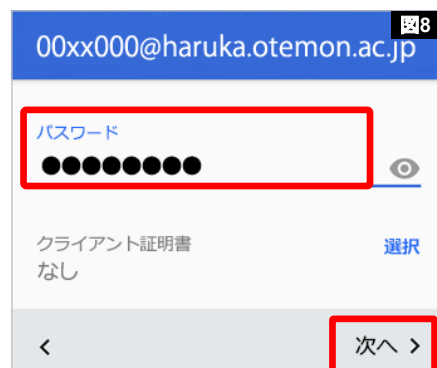 図8
00xx000@haruka.otemon.ac.jp
パスワード
●●●●●●●●
クライアント証明書
選択
なし
次へ